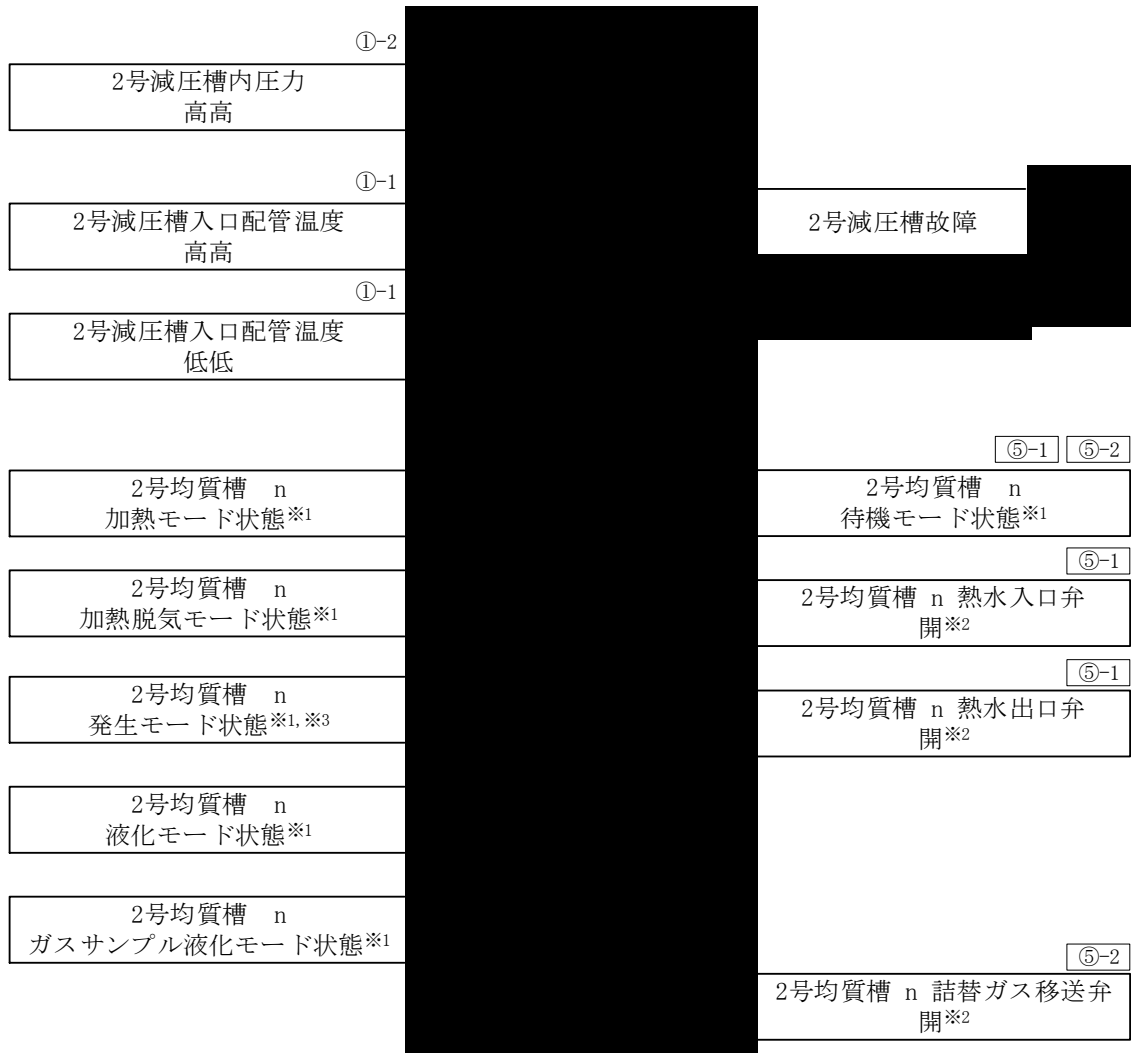 ①-2
2号減圧槽内圧力
高高
①-1
2号減圧槽入口配管温度
高高
①-1
2号減圧槽入口配管温度
低低
2号均質槽 n
加熱モード状態※1
2号均質槽 n
加熱脱気モード状態※1
2号均質槽 n
発生モード状態※1,※3
2号均質槽 n
液化モード状態※1
2号均質槽 n
ガスサンプル液化モード状態※1
2号減圧槽故障
⑤-1 ⑤-2
2号均質槽 n
待機モード状態※1
⑤-1
2号均質槽 n 熱水入口弁
開※2
⑤-1
2号均質槽 n 熱水出口弁
開※2
⑤-2
2号均質槽 n 詰替ガス移送弁
開※2